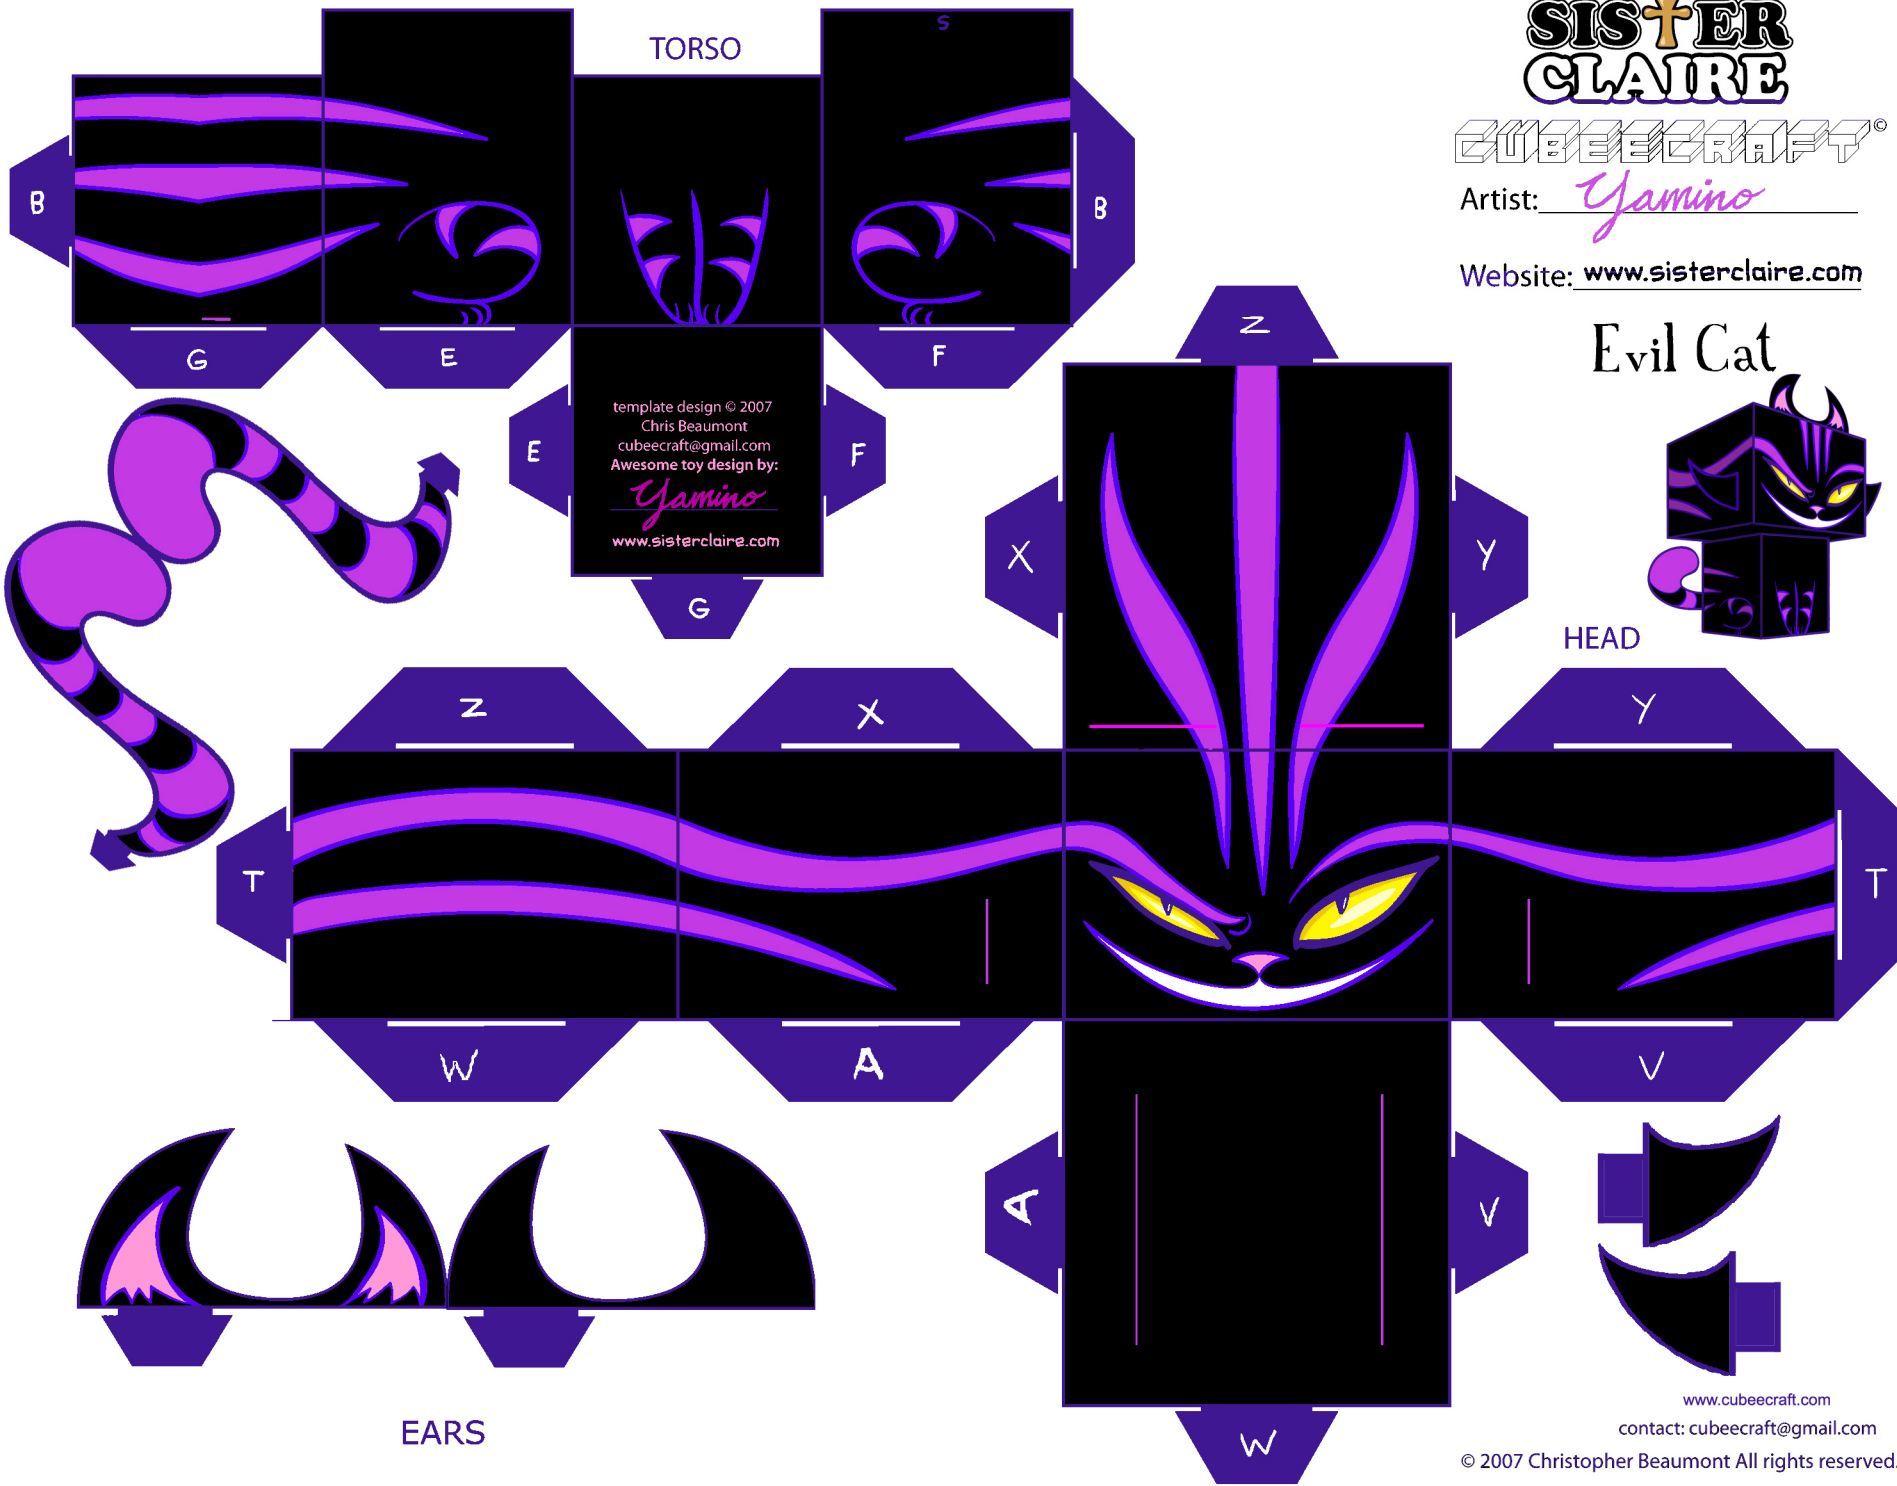 TORSO
S
SISTER
CLAIRE
CUBEECRAFT©
Artist: Yamino
Website: www.sisterclaire.com
Evil Cat
B
B
G
E
F
template design © 2007
Chris Beaumont
cubeecraft@gmail.com
Awesome toy design by:
Yamino
www.sisterclaire.com
E
F
G
Z
X
Y
HEAD
Z
X
Y
T
T
W
A
V
A
V
W
EARS
www.cubeecraft.com
contact: cubeecraft@gmail.com
© 2007 Christopher Beaumont All rights reserved.